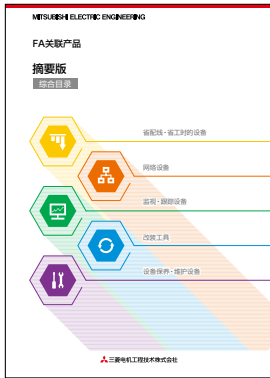 MITSUBISHI ELECTRIC ENGINEERING
FA关联产品
摘要版
综合目录
省配线·省工时的设备
网络设备
监视·跟踪设备
改装工具
设备保养·维护设备
三菱电机工程技术株式会社